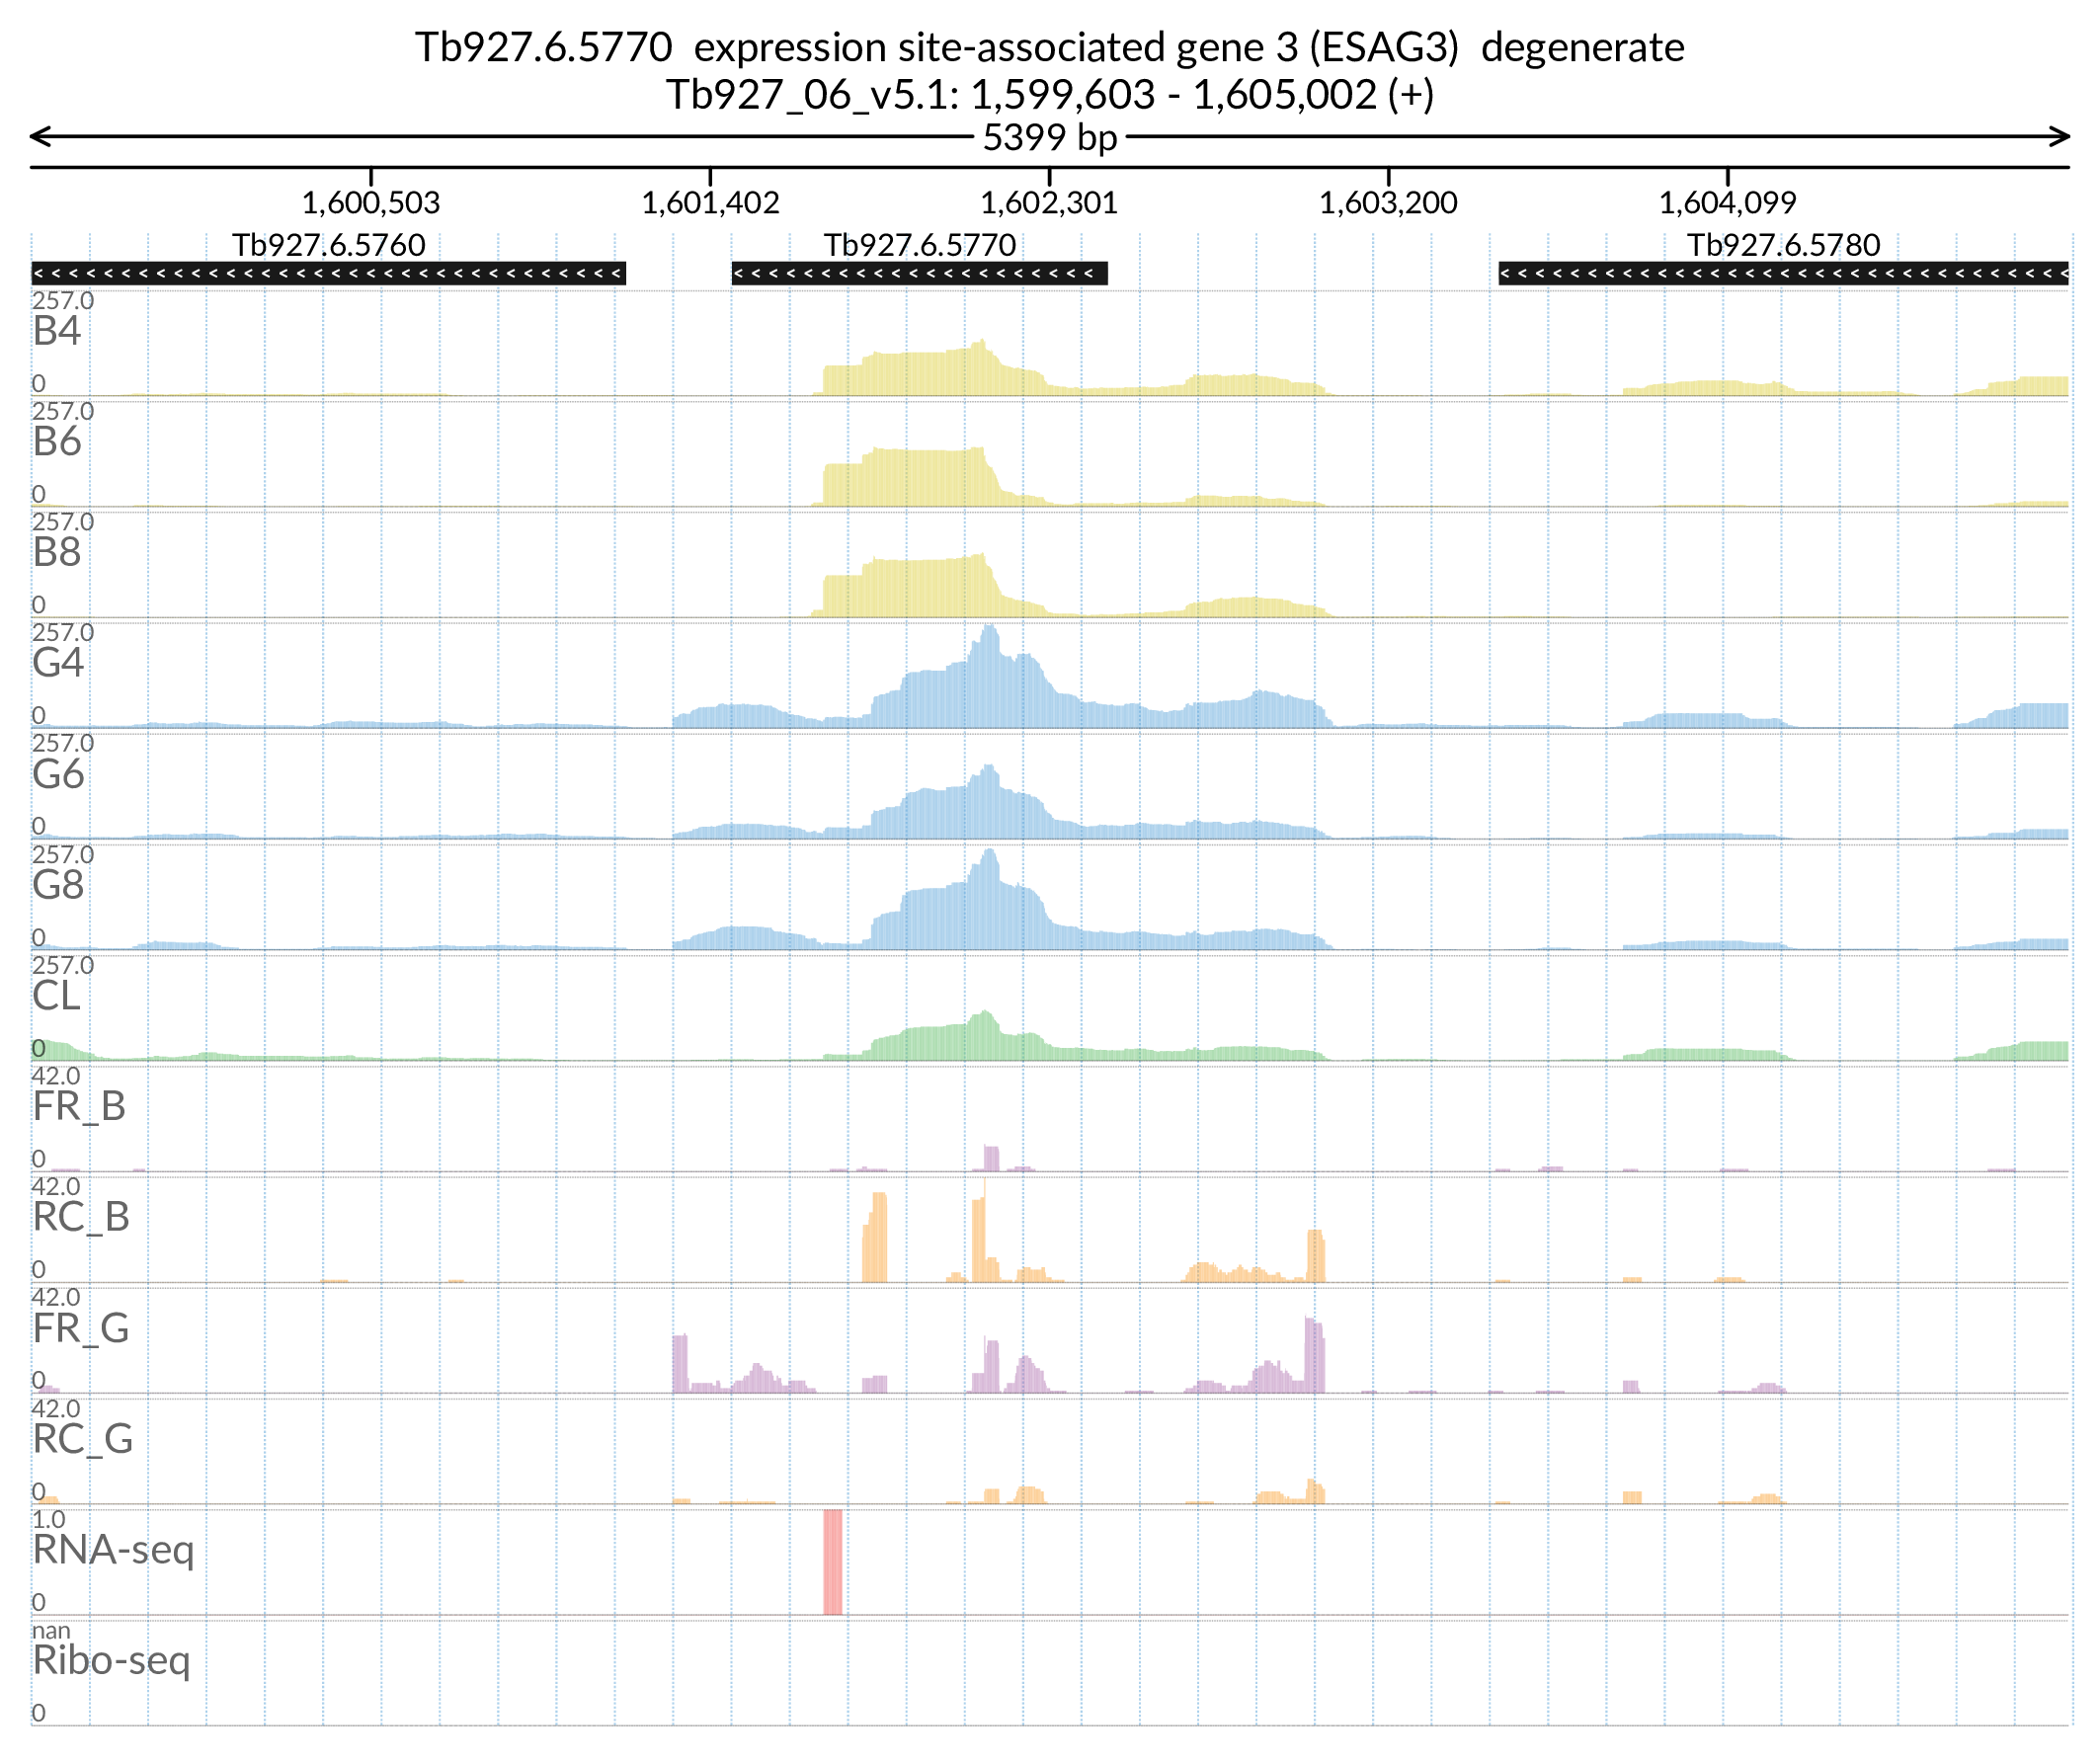 Tb927.6.5770 expression site-associated gene 3 (ESAG3) degenerate
Tb927_06_v5.1: 1,599,603 - 1,605,002 (+)
5399 bp
1,600,503 1,601,402 1,602,301 1,603,200 1,604,099
Tb927.6.5760 Tb927.6.5770 Tb927.6.5780
257.0
B4
0
257.0
B6
0
257.0
B8
0
257.0
G4
0
257.0
G6
0
257.0
G8
0
257.0
CL
0
42.0
FR_B
0
42.0
RC_B
0
42.0
FR_G
0
42.0
RC_G
0
1.0
RNA-seq
0
nan
Ribo-seq
0